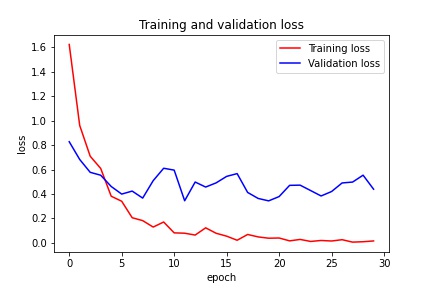 Training and validation loss
Training loss
Validation loss
loss
1.6
1.4
1.2
1.0
0.8
0.6
0.4
0.2
0.0
0 5 10 15 20 25 30
epoch